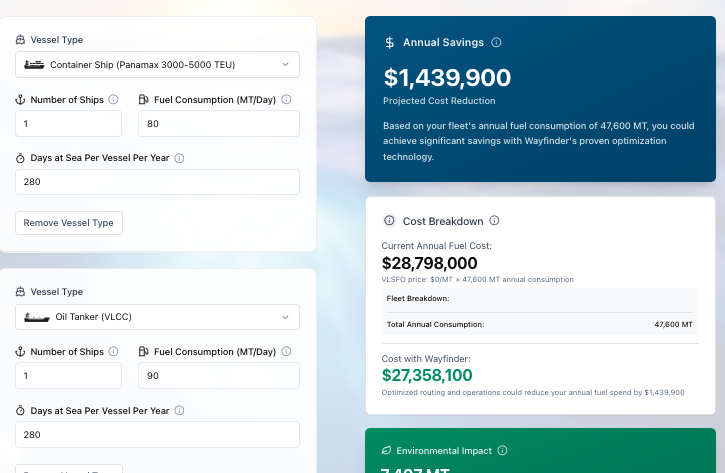 Vessel Type
Container Ship (Panamax 3000-5000 TEU)
Number of Ships
Fuel Consumption (MT/Day)
1
80
Days at Sea Per Vessel Per Year
280
Remove Vessel Type
Vessel Type
Oil Tanker (VLCC)
Number of Ships
Fuel Consumption (MT/Day)
1
90
Days at Sea Per Vessel Per Year
280
Annual Savings
$1,439,900
Projected Cost Reduction
Based on your fleet's annual fuel consumption of 47,600 MT, you could
achieve significant savings with Wayfinder's proven optimization
technology.
Cost Breakdown
Current Annual Fuel Cost:
$28,798,000
VLSFO price: $0/MT × 47,600 MT annual consumption
Fleet Breakdown:
Total Annual Consumption: 47,600 MT
Cost with Wayfinder:
$27,358,100
Optimized routing and operations could reduce your annual fuel spend by $1,439,900
Environmental Impact